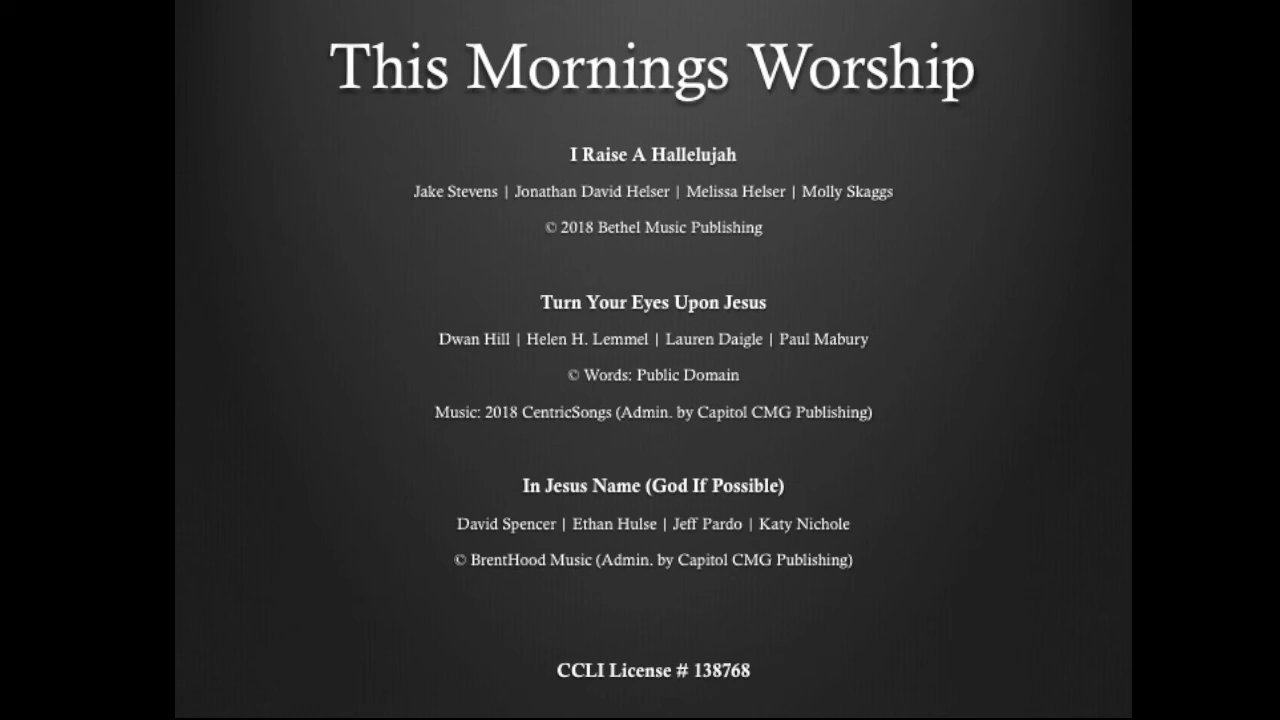 This Mornings Worship
I Raise A Hallelujah
Jake Stevens | Jonathan David Helser | Melissa Helser | Molly Skaggs
© 2018 Bethel Music Publishing
Turn Your Eyes Upon Jesus
Dwan Hill | Helen H. Lemmel | Lauren Daigle | Paul Mabury
© Words: Public Domain
Music: 2018 CentricSongs (Admin. by Capitol CMG Publishing)
In Jesus Name (God If Possible)
David Spencer | Ethan Hulse | Jeff Pardo | Katy Nichole
© BrentHood Music (Admin. by Capitol CMG Publishing)
CCLI License # 138768